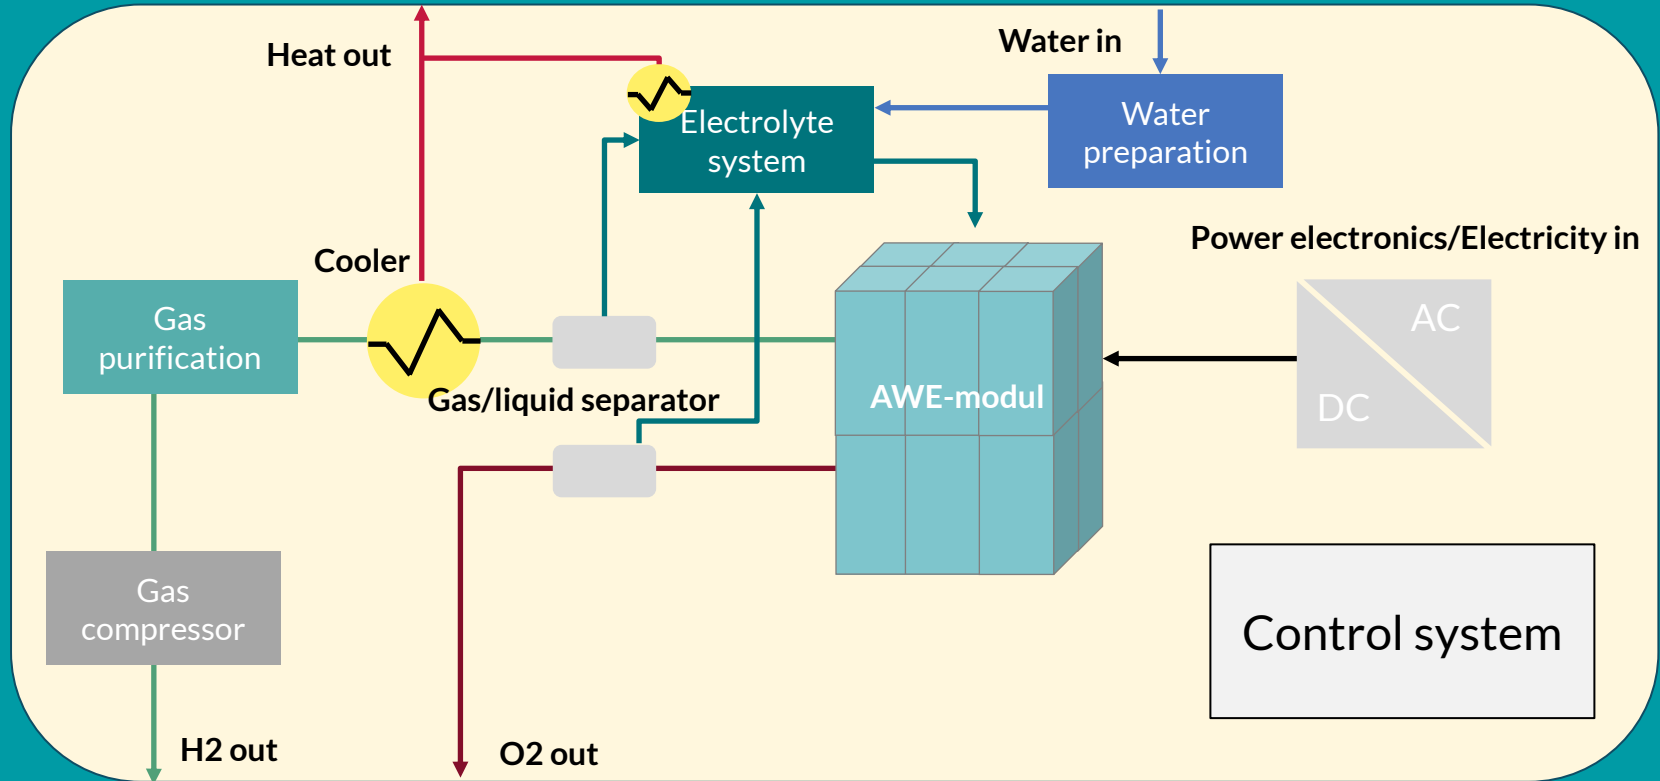 Heat out
Water in
Electrolyte
system
Water
preparation
Power electronics/Electricity in
Cooler
Gas
purification
AC
DC
Gas/liquid separator
AWE-modul
Gas
compressor
Control system
H2 out
O2 out